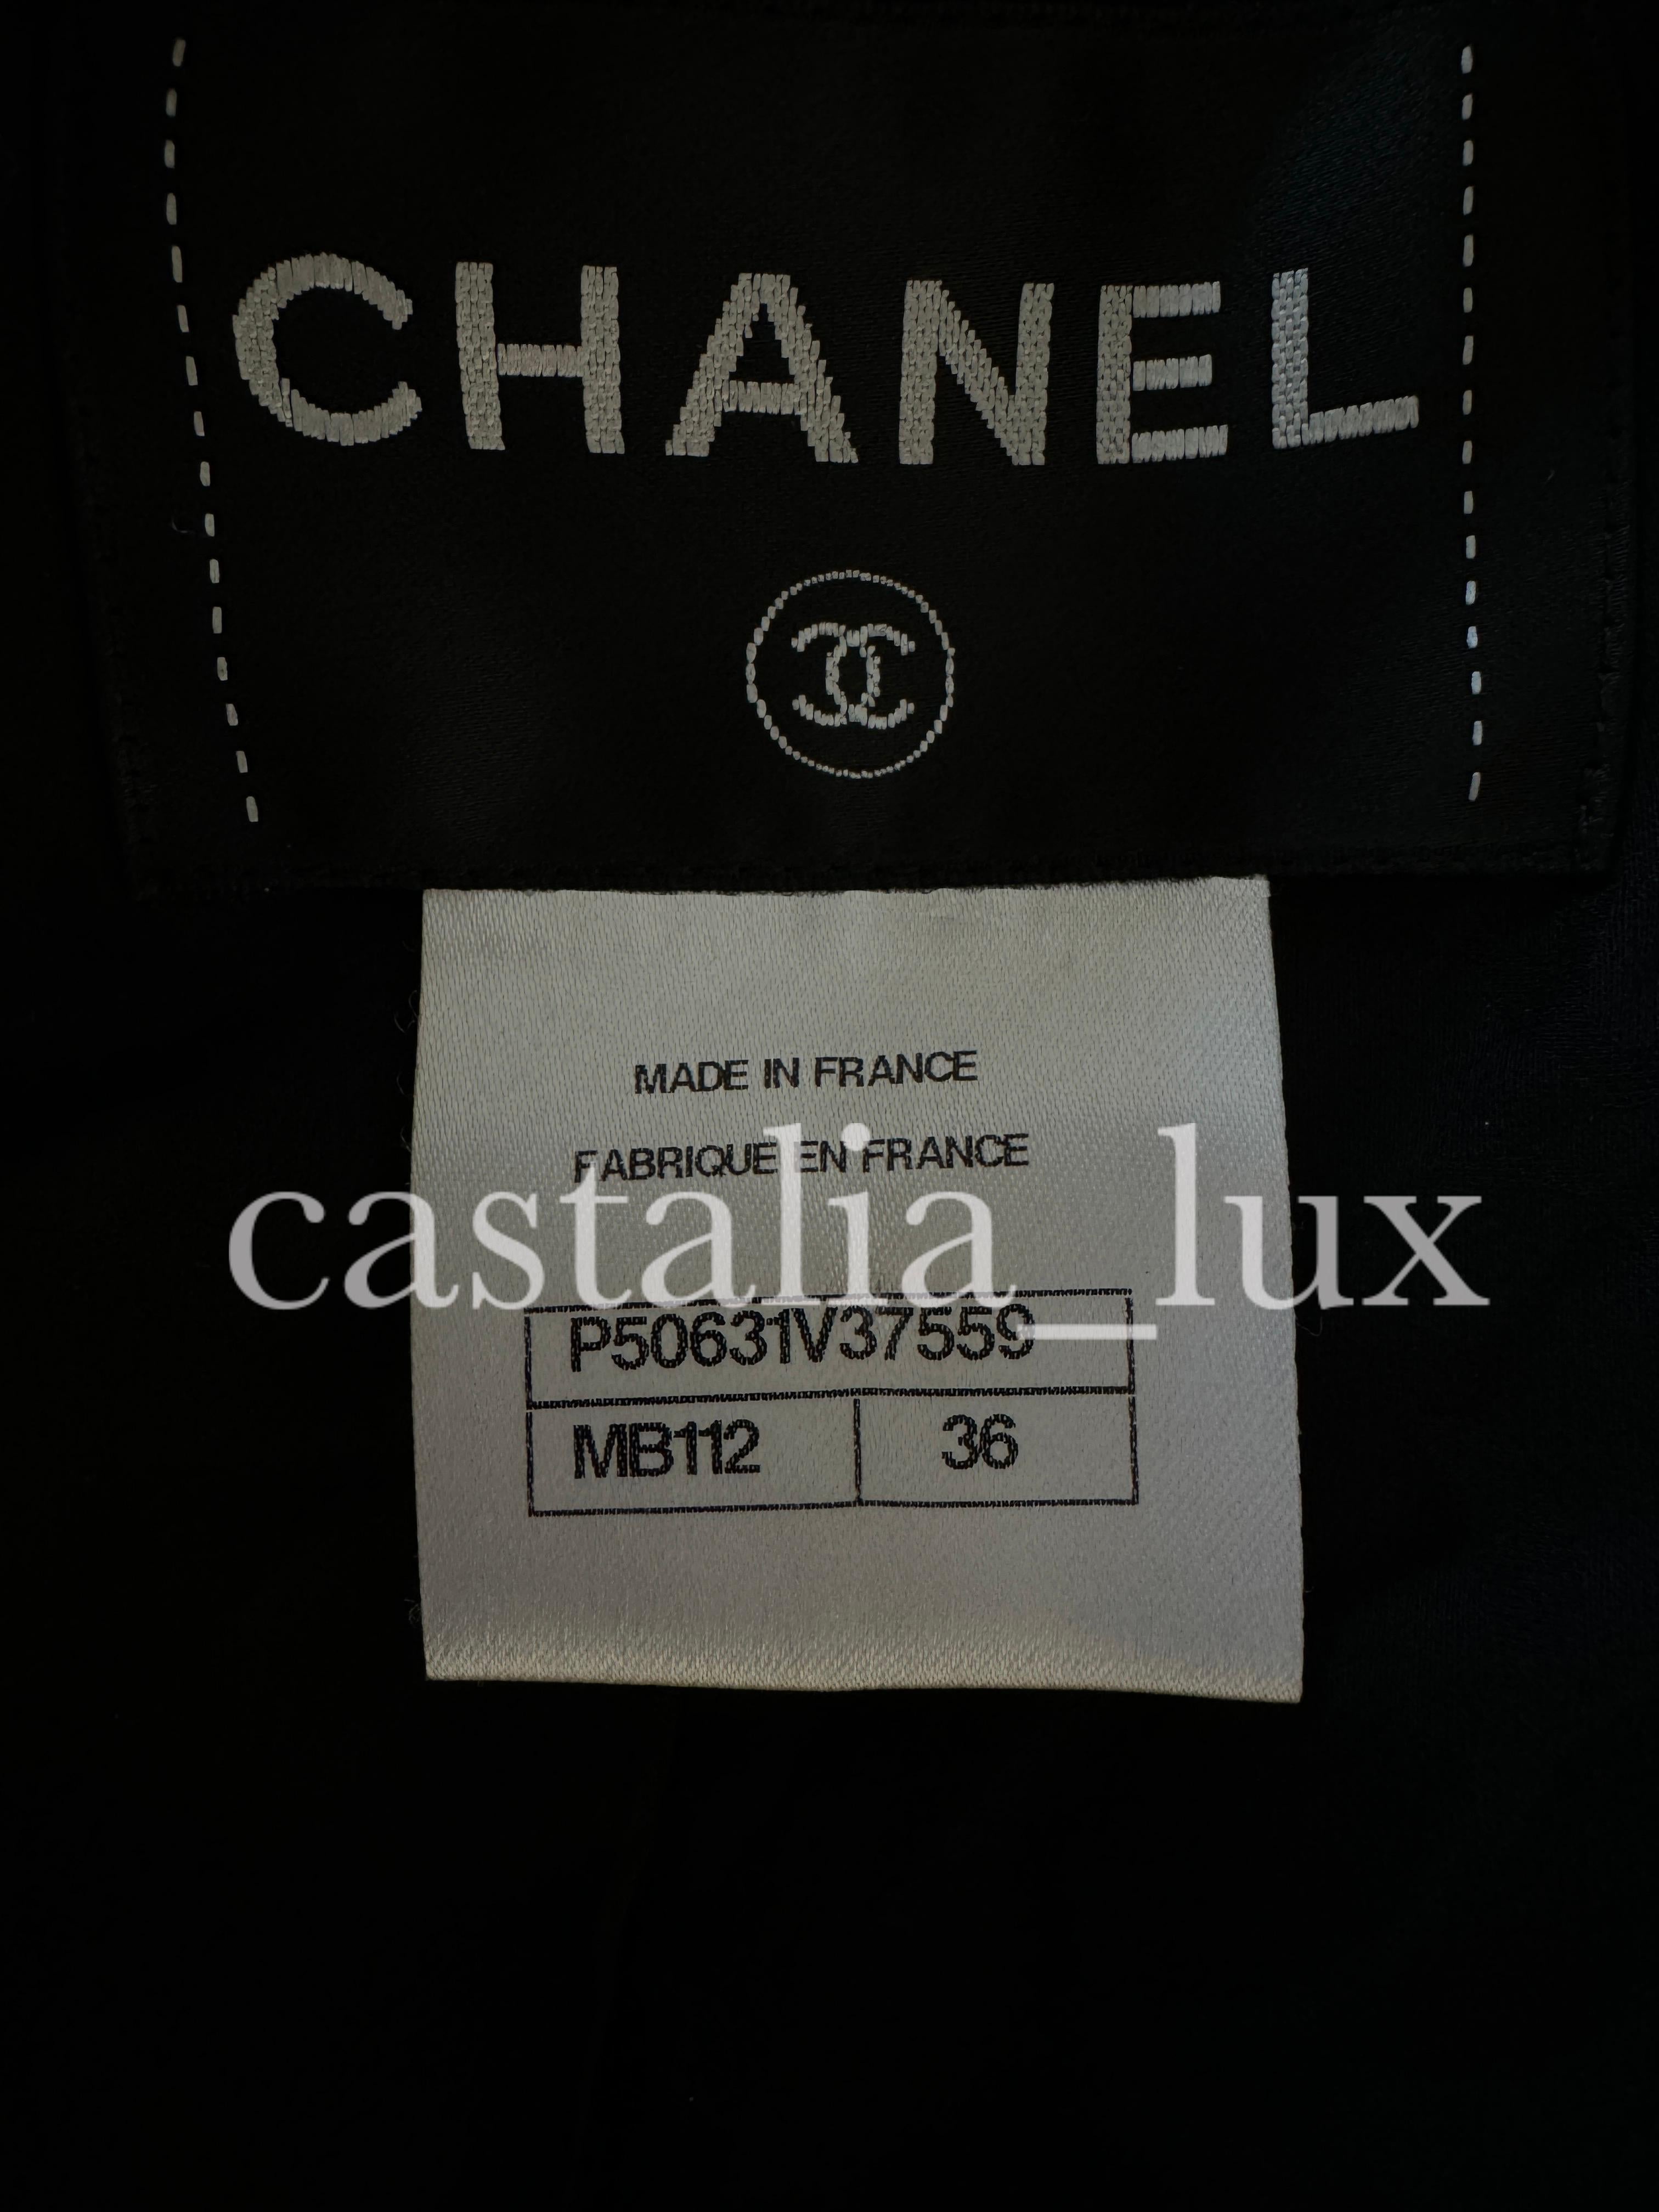 CHANEL
MADE IN FRANCE
FABRIQUE EN FRANCE
castalia_lux
P50631V37559
MB112 36